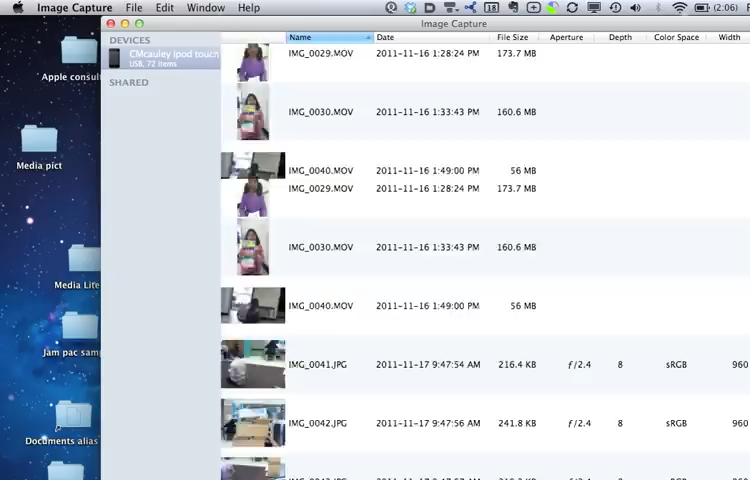 Image Capture File Edit Window Help 18 (2:06)
Image Capture
DEVICES
CMcauley ipod touch
USB, 72 items
SHARED
Name Date File Size Aperture Depth Color Space Width
IMG_0029.MOV 2011-11-16 1:28:24 PM 173.7 MB
IMG_0030.MOV 2011-11-16 1:33:43 PM 160.6 MB
IMG_0040.MOV 2011-11-16 1:49:00 PM 56 MB
IMG_0029.MOV 2011-11-16 1:28:24 PM 173.7 MB
IMG_0030.MOV 2011-11-16 1:33:43 PM 160.6 MB
IMG_0040.MOV 2011-11-16 1:49:00 PM 56 MB
IMG_0041.JPG 2011-11-17 9:47:54 AM 216.4 KB ƒ/2.4 8 sRGB 960
IMG_0042.JPG 2011-11-17 9:47:56 AM 241.8 KB ƒ/2.4 8 sRGB 960
Apple consul
Media pict
Media Lite
Jam pac samp
Documents alias